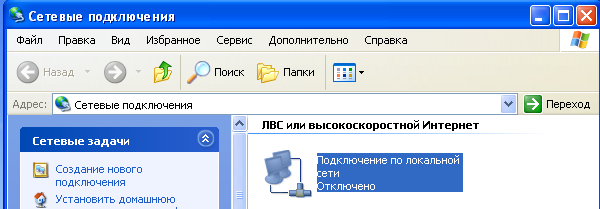 Сетевые подключения
Файл Правка Вид Избранное Сервис Дополнительно Справка
Назад Поиск Папки
Адрес: Сетевые подключения Переход
Сетевые задачи
Создание нового
подключения
Установить домашнюю
ЛВС или высокоскоростной Интернет
Подключение по локальной
сети
Отключено